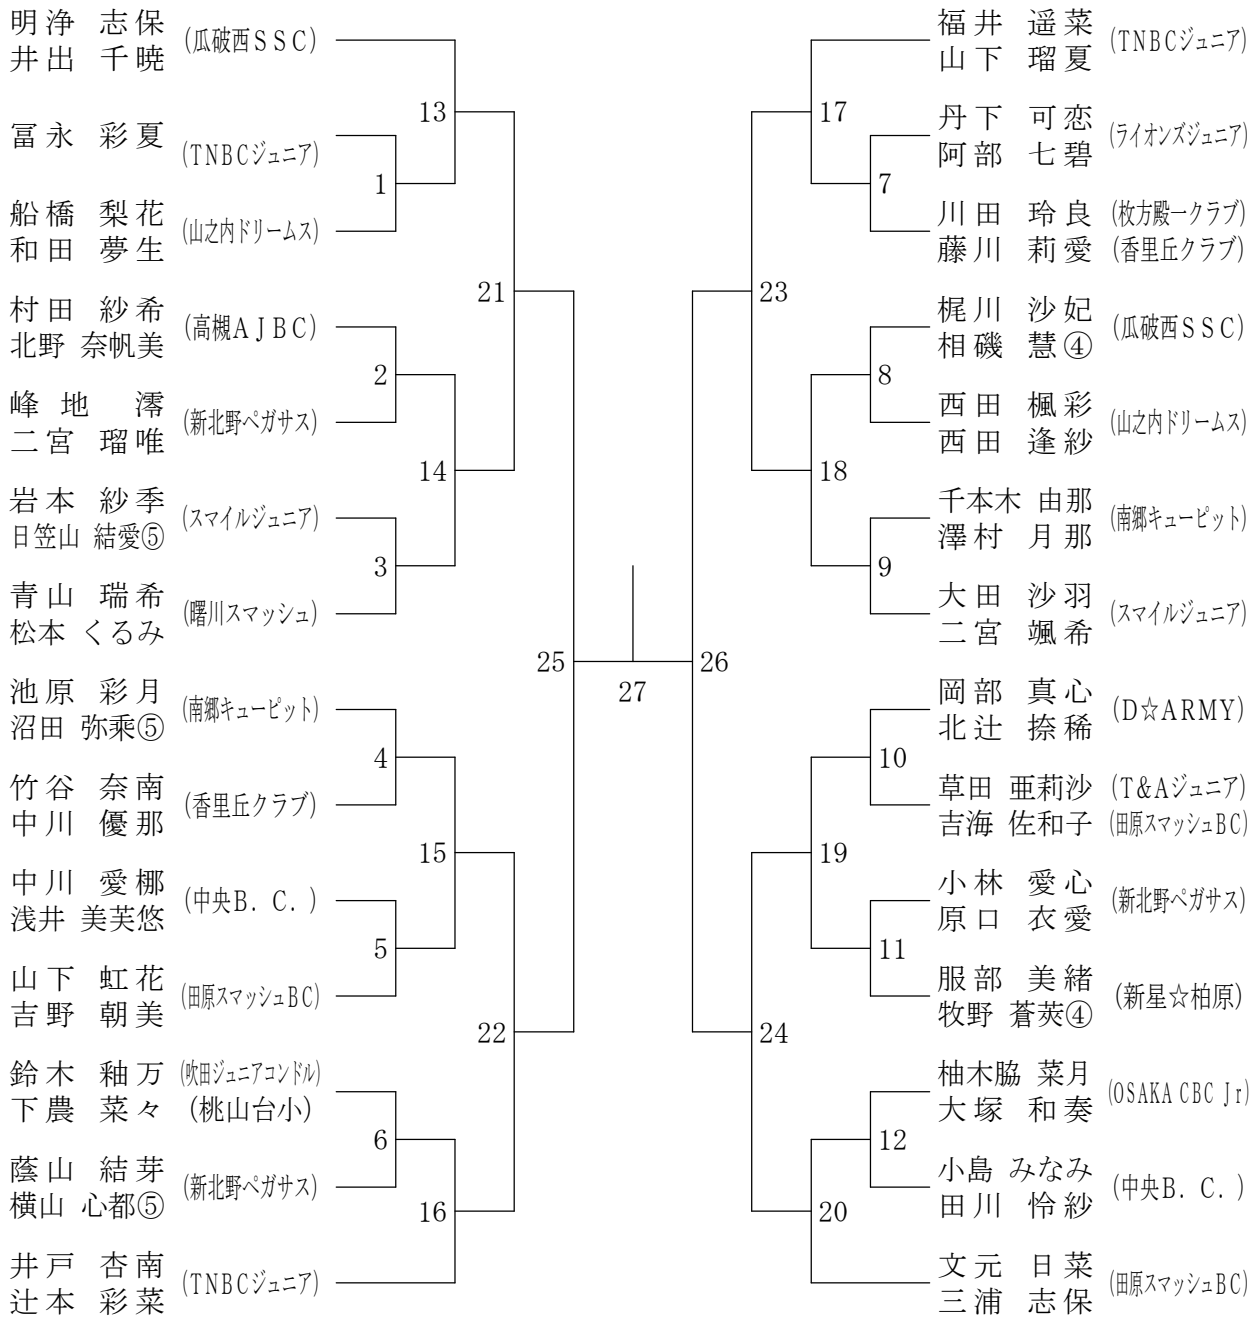 明浄 志保
井出 千暁
(瓜破西ＳＳＣ)
冨永 彩夏
(TNBCジュニア)
船橋 梨花
和田 夢生
(山之内ドリームス)
村田 紗希
北野 奈帆美
(高槻ＡＪＢＣ)
峰地 澪
二宮 瑠唯
(新北野ペガサス)
岩本 紗季
日笠山 結愛⑤
(スマイルジュニア)
青山 瑞希
松本 くるみ
(曙川スマッシュ)
池原 彩月
沼田 弥乘⑤
(南郷キューピット)
竹谷 奈南
中川 優那
(香里丘クラブ)
中川 愛梛
浅井 美芙悠
(中央Ｂ．Ｃ．)
山下 虹花
吉野 朝美
(田原スマッシュBC)
鈴木 釉万 (吹田ジュニアコンドル)
下農 菜々 (桃山台小)
蔭山 結芽
横山 心都⑤
(新北野ペガサス)
井戸 杏南
辻本 彩菜
(TNBCジュニア)
13
1
21
2
14
3
25
4
15
5
22
6
16
27
26
17
7
23
8
18
9
10
19
11
24
12
20
福井 遥菜
山下 瑠夏
(TNBCジュニア)
丹下 可恋
阿部 七碧
(ライオンズジュニア)
川田 玲良 (枚方殿一クラブ)
藤川 莉愛 (香里丘クラブ)
梶川 沙妃
相磯 慧④
(瓜破西ＳＳＣ)
西田 楓彩
西田 逢紗
(山之内ドリームス)
千本木 由那
澤村 月那
(南郷キューピット)
大田 沙羽
二宮 颯希
(スマイルジュニア)
岡部 真心
北辻 捺稀
(D☆ARMY)
草田 亜莉沙 (T&Aジュニア)
吉海 佐和子 (田原スマッシュBC)
小林 愛心
原口 衣愛
(新北野ペガサス)
服部 美緒
牧野 蒼莢④
(新星☆柏原)
柚木脇 菜月
大塚 和奏
(OSAKA CBC Jr)
小島 みなみ
田川 怜紗
(中央Ｂ．Ｃ．)
文元 日菜
三浦 志保
(田原スマッシュBC)